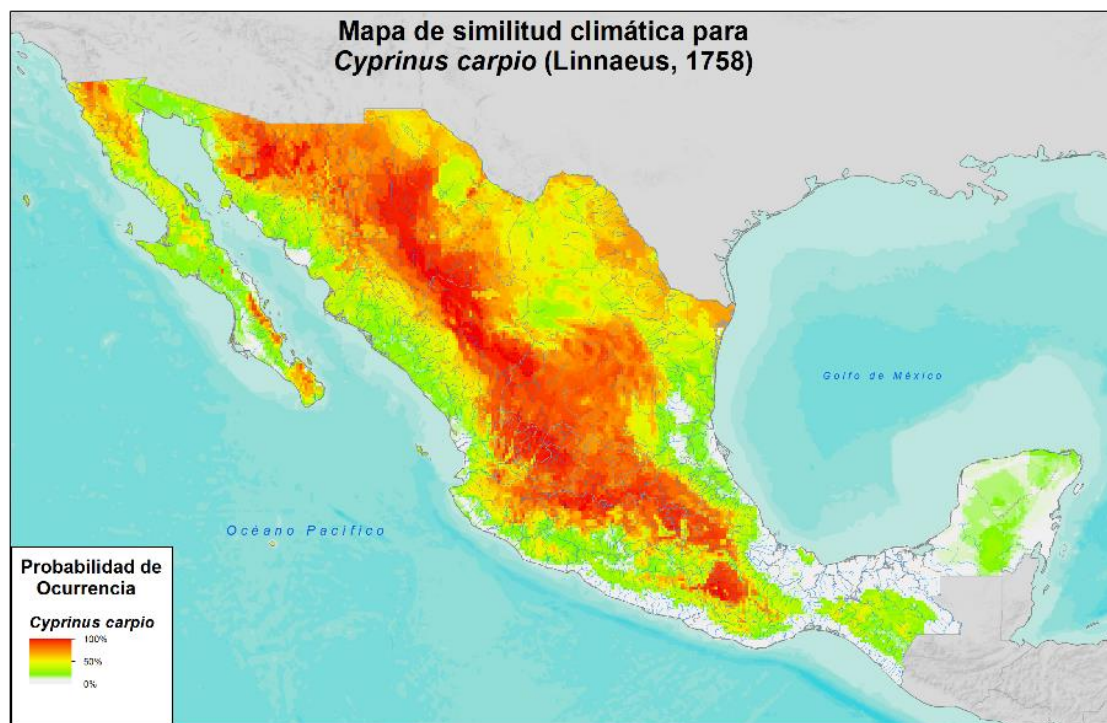 Mapa de similitud climática para
Cyprinus carpio (Linnaeus, 1758)
Golfo de México
Océano Pacífico
Probabilidad de
Ocurrencia
Cyprinus carpio
100%
50%
0%